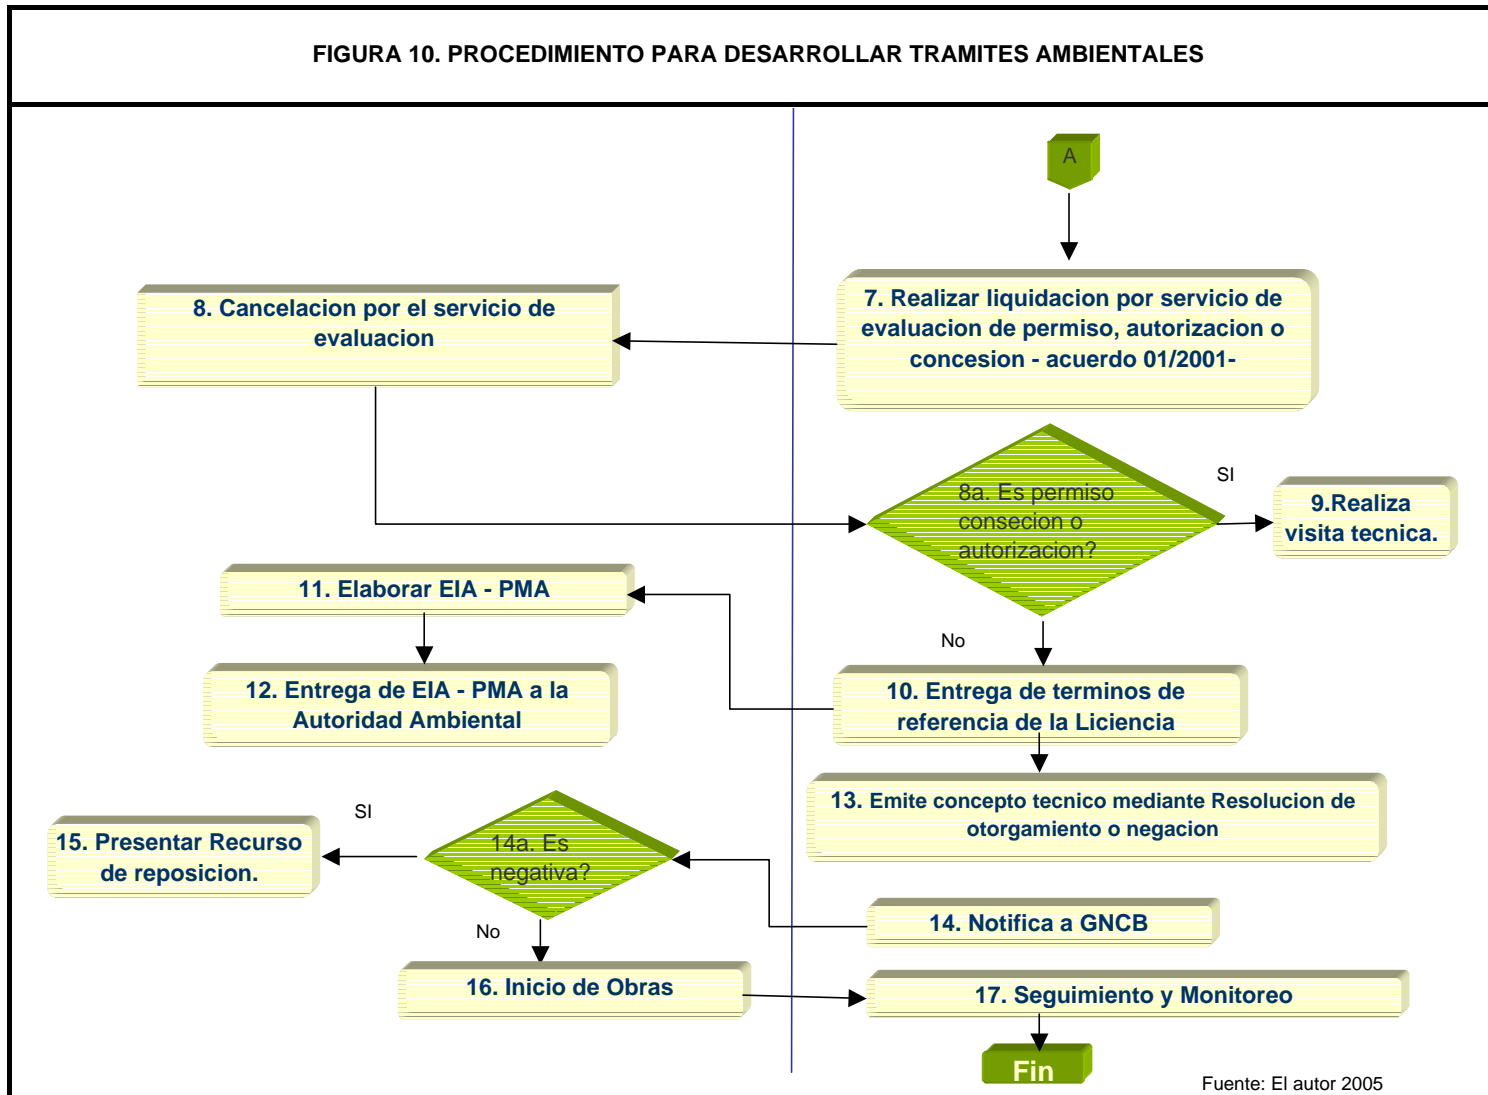 FIGURA 10. PROCEDIMIENTO PARA DESARROLLAR TRAMITES AMBIENTALES
A
7. Realizar liquidacion por servicio de
evaluacion de permiso, autorizacion o
concesion - acuerdo 01/2001-
8. Cancelacion por el servicio de
evaluacion
8a. Es permiso
consecion o
autorizacion?
SI
9.Realiza
visita tecnica.
No
11. Elaborar EIA - PMA
12. Entrega de EIA - PMA a la
Autoridad Ambiental
10. Entrega de terminos de
referencia de la Liciencia
13. Emite concepto tecnico mediante Resolucion de
otorgamiento o negacion
14a. Es
negativa?
SI
15. Presentar Recurso
de reposicion.
No
14. Notifica a GNCB
16. Inicio de Obras
17. Seguimiento y Monitoreo
Fin
Fuente: El autor 2005